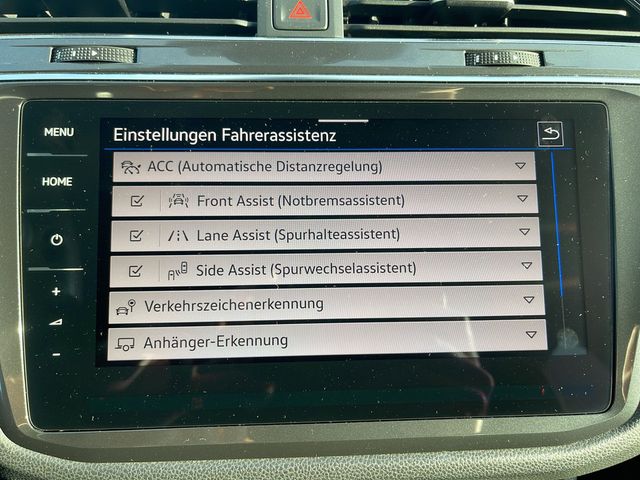 MENU
HOME
+
-
Einstellungen Fahrerassistenz
ACC (Automatische Distanzregelung)
Front Assist (Notbremsassistent)
Lane Assist (Spurhalteassistent)
Side Assist (Spurwechselassistent)
Verkehrszeichenerkennung
Anhänger-Erkennung